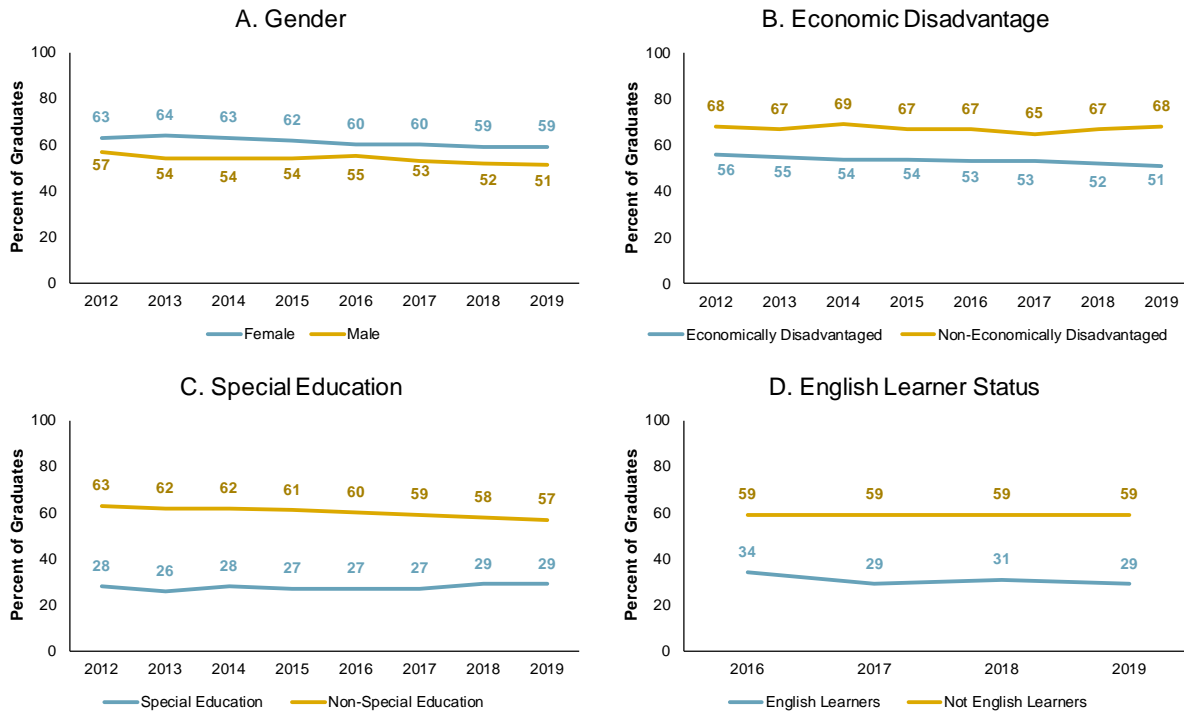 A. Gender
Percent of Graduates
100
80
60
40
20
0
63 64 63 62 60 60 59 59
57 54 54 54 55 53 52 51
2012 2013 2014 2015 2016 2017 2018 2019
Female Male
B. Economic Disadvantage
Percent of Graduates
100
80
60
40
20
0
68 67 69 67 67 65 67 68
56 55 54 54 53 53 52 51
2012 2013 2014 2015 2016 2017 2018 2019
Economically Disadvantaged Non-Economically Disadvantaged
C. Special Education
Percent of Graduates
100
80
60
40
20
0
63 62 62 61 60 59 58 57
28 26 28 27 27 27 29 29
2012 2013 2014 2015 2016 2017 2018 2019
Special Education Non-Special Education
D. English Learner Status
Percent of Graduates
100
80
60
40
20
0
59 59 59 59
34 29 31 29
2016 2017 2018 2019
English Learners Not English Learners